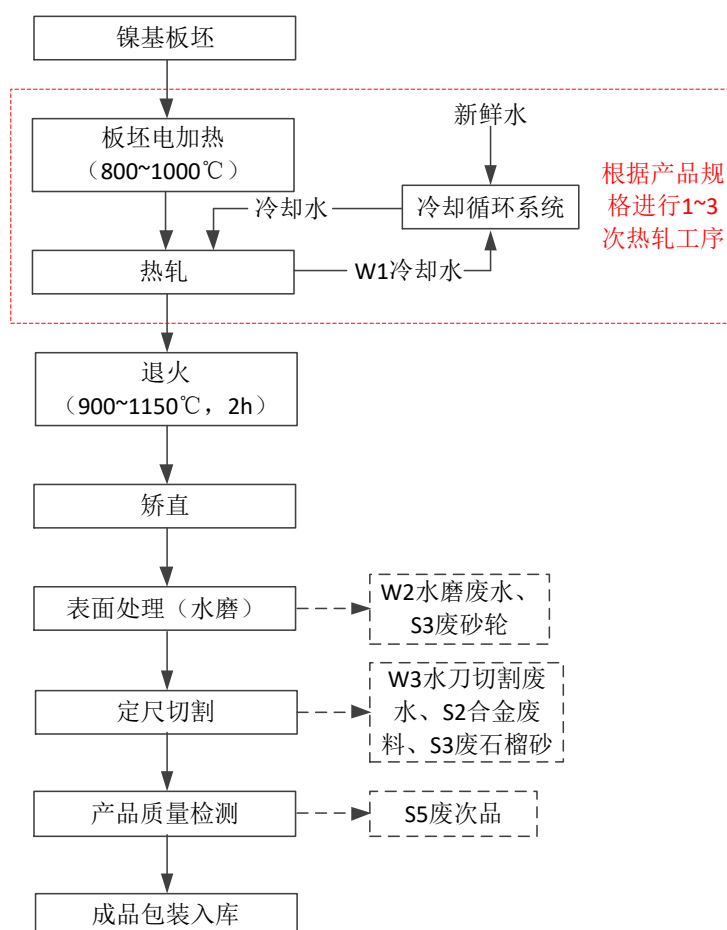 镍基板坯
板坯电加热
（800~1000℃）
新鲜水
冷却水
冷却循环系统
根据产品规
格进行1~3
次热轧工序
热轧
W1冷却水
退火
（900~1150℃，2h）
矫直
表面处理（水磨）
W2水磨废水、
S3废砂轮
定尺切割
W3水刀切割废
水、S2合金废
料、S3废石榴砂
产品质量检测
S5废次品
成品包装入库